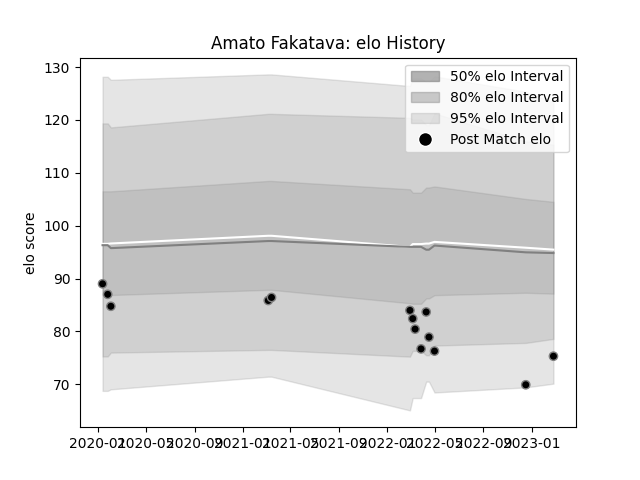 Amato Fakatava: elo History
50% elo Interval
80% elo Interval
95% elo Interval
Post Match elo
elo score
130
120
110
100
90
80
70
2020-01 2020-05 2020-09 2021-01 2021-05 2021-09 2022-01 2022-05 2022-09 2023-01